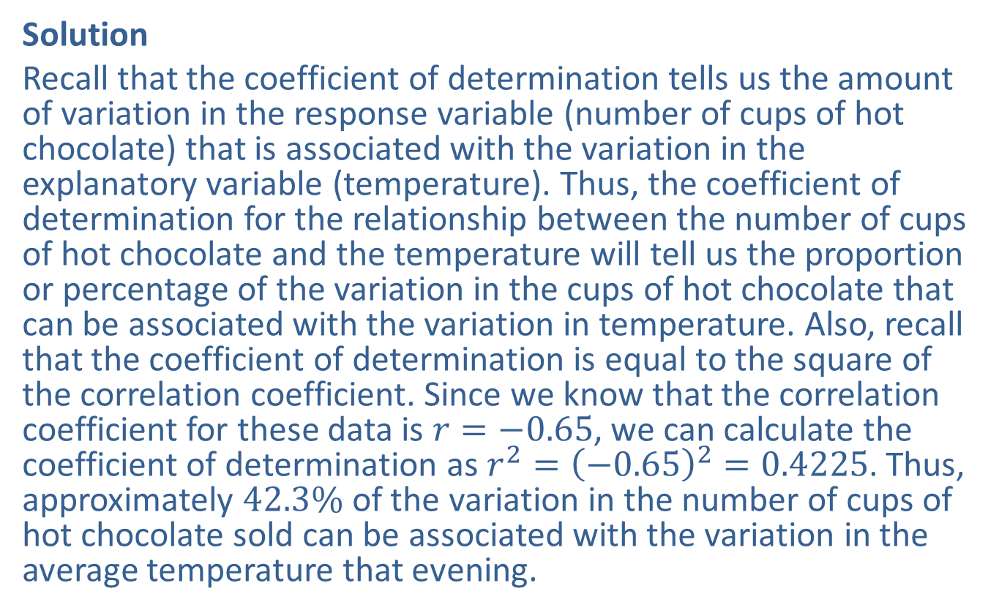 Solution
Recall that the coefficient of determination tells us the amount
of variation in the response variable (number of cups of hot
chocolate) that is associated with the variation in the
explanatory variable (temperature). Thus, the coefficient of
determination for the relationship between the number of cups
of hot chocolate and the temperature will tell us the proportion
or percentage of the variation in the cups of hot chocolate that
can be associated with the variation in temperature. Also, recall
that the coefficient of determination is equal to the square of
the correlation coefficient. Since we know that the correlation
coefficient for these data is r = −0.65, we can calculate the
coefficient of determination as r² = (−0.65)² = 0.4225. Thus,
approximately 42.3% of the variation in the number of cups of
hot chocolate sold can be associated with the variation in the
average temperature that evening.